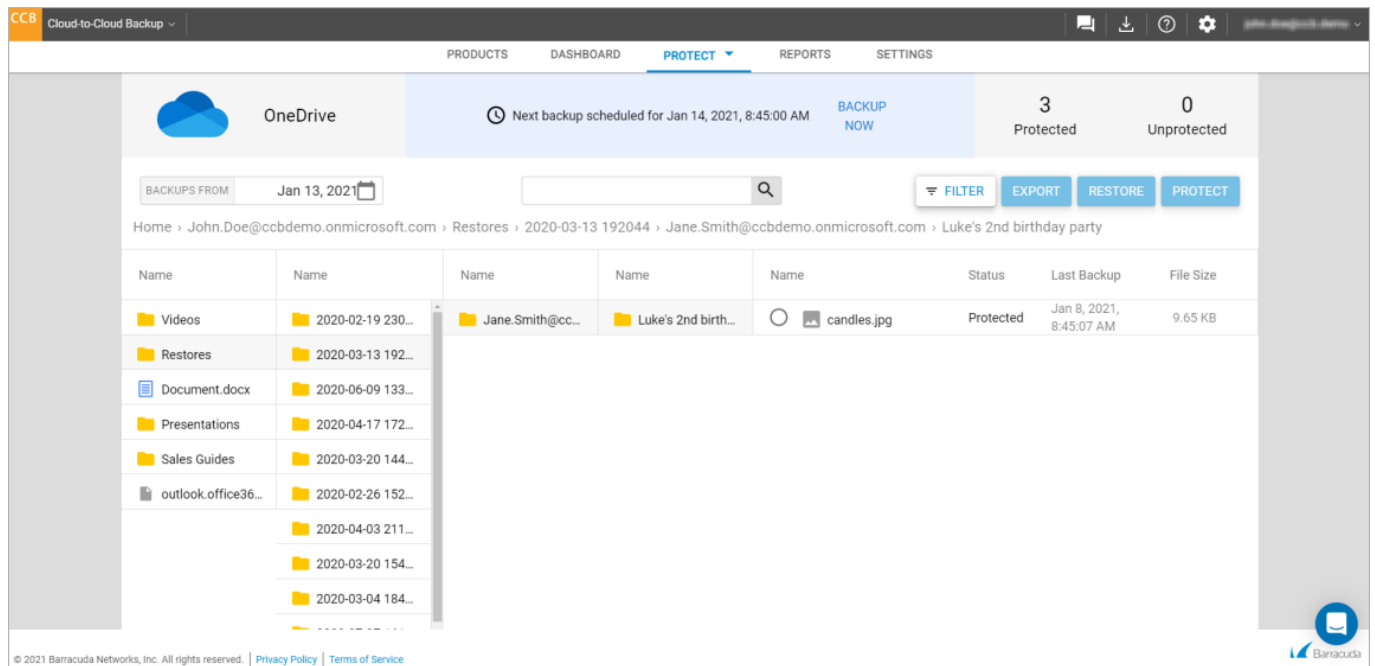 CCB Cloud-to-Cloud Backup
PRODUCTS DASHBOARD PROTECT REPORTS SETTINGS
OneDrive
Next backup scheduled for Jan 14, 2021, 8:45:00 AM
BACKUP
NOW
3
Protected
0
Unprotected
BACKUPS FROM Jan 13, 2021
FILTER EXPORT RESTORE PROTECT
Home › John.Doe@ccbdemo.onmicrosoft.com › Restores › 2020-03-13 192044 › Jane.Smith@ccbdemo.onmicrosoft.com › Luke's 2nd birthday party
Name Name Name Name Name Status Last Backup File Size
Videos 2020-02-19 230... Jane.Smith@cc... Luke's 2nd birth... candles.jpg Protected Jan 8, 2021, 9.65 KB
8:45:07 AM
Restores 2020-03-13 192...
Document.docx 2020-06-09 133...
Presentations 2020-04-17 172...
Sales Guides 2020-03-20 144...
outlook.office36... 2020-02-26 152...
2020-04-03 211...
2020-03-20 154...
2020-03-04 184...
Barracuda
© 2021 Barracuda Networks, Inc. All rights reserved. | Privacy Policy | Terms of Service